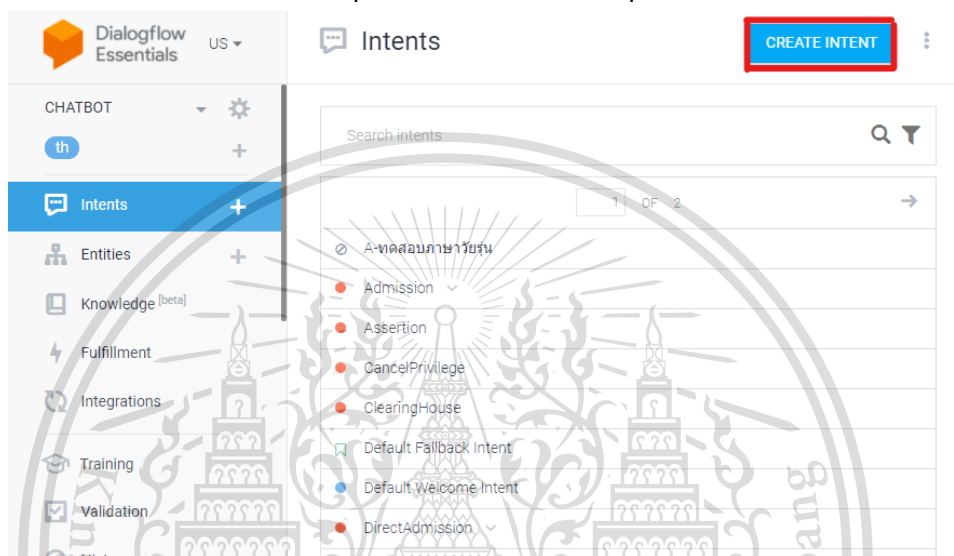 Dialogflow
Essentials
US
Intents
CREATE INTENT
CHATBOT
th
Search intents
Intents
1 OF 2
Entities
A-ทดสอบภาษาวัยรุ่น
Knowledge [beta]
Admission
Assertion
Fulfillment
CancelPrivilege
Integrations
ClearingHouse
Default Fallback Intent
Training
Default Welcome Intent
Validation
DirectAdmission